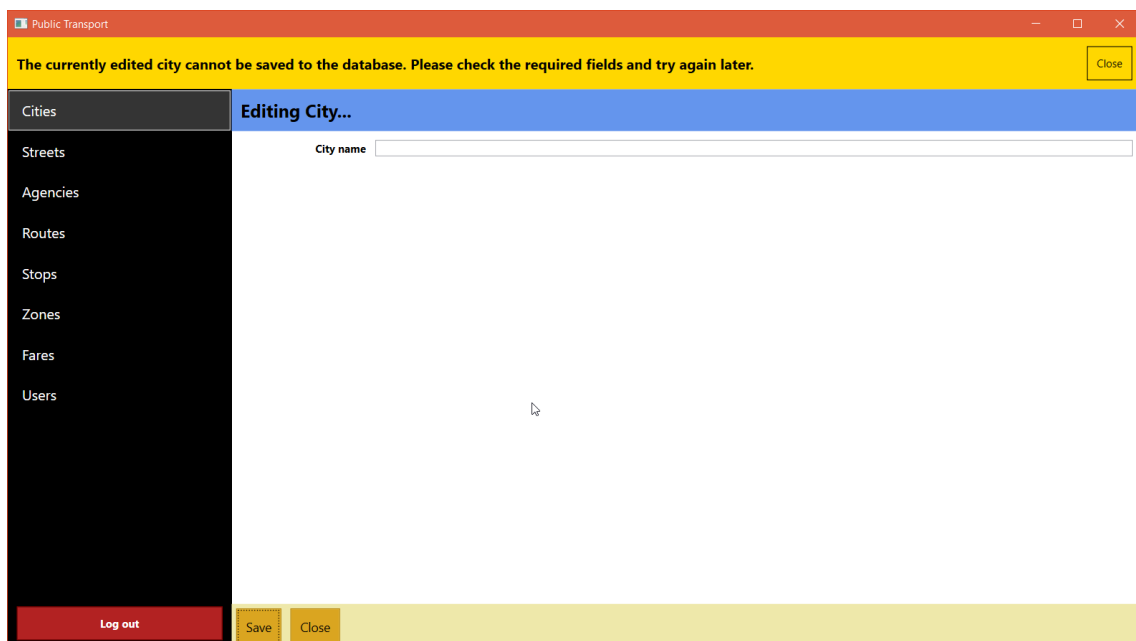 Public Transport
The currently edited city cannot be saved to the database. Please check the required fields and try again later.
Close
Cities
Streets
Agencies
Routes
Stops
Zones
Fares
Users
Log out
Editing City...
City name
Save
Close